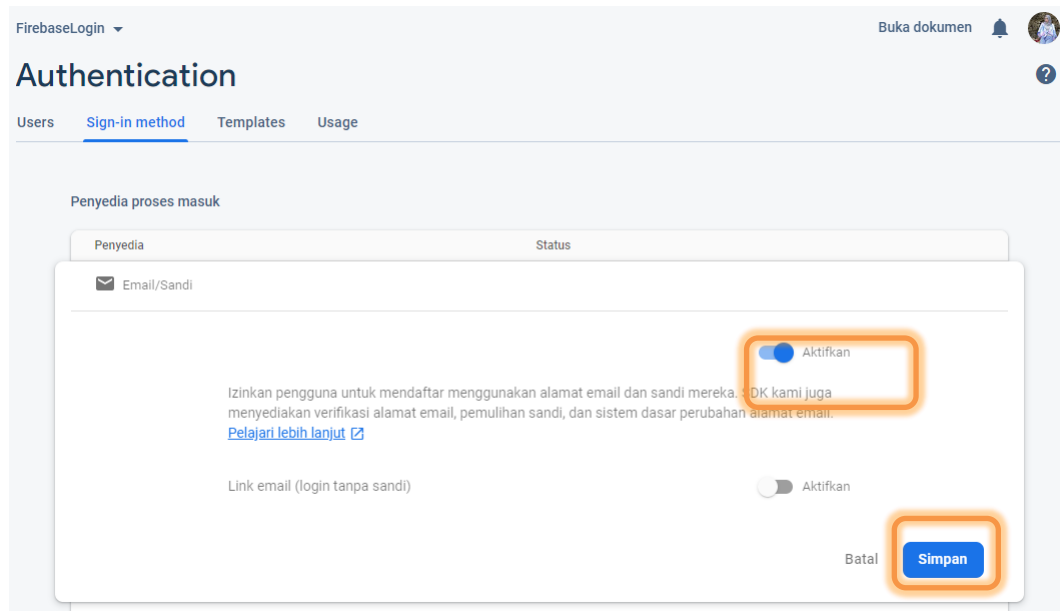 FirebaseLogin
Buka dokumen
Authentication
?
Users Sign-in method Templates Usage
Penyedia proses masuk
Penyedia Status
Email/Sandi
Aktifkan
Izinkan pengguna untuk mendaftar menggunakan alamat email dan sandi mereka. SDK kami juga
menyediakan verifikasi alamat email, pemulihan sandi, dan sistem dasar perubahan alamat email.
Pelajari lebih lanjut
Link email (login tanpa sandi) Aktifkan
Batal Simpan